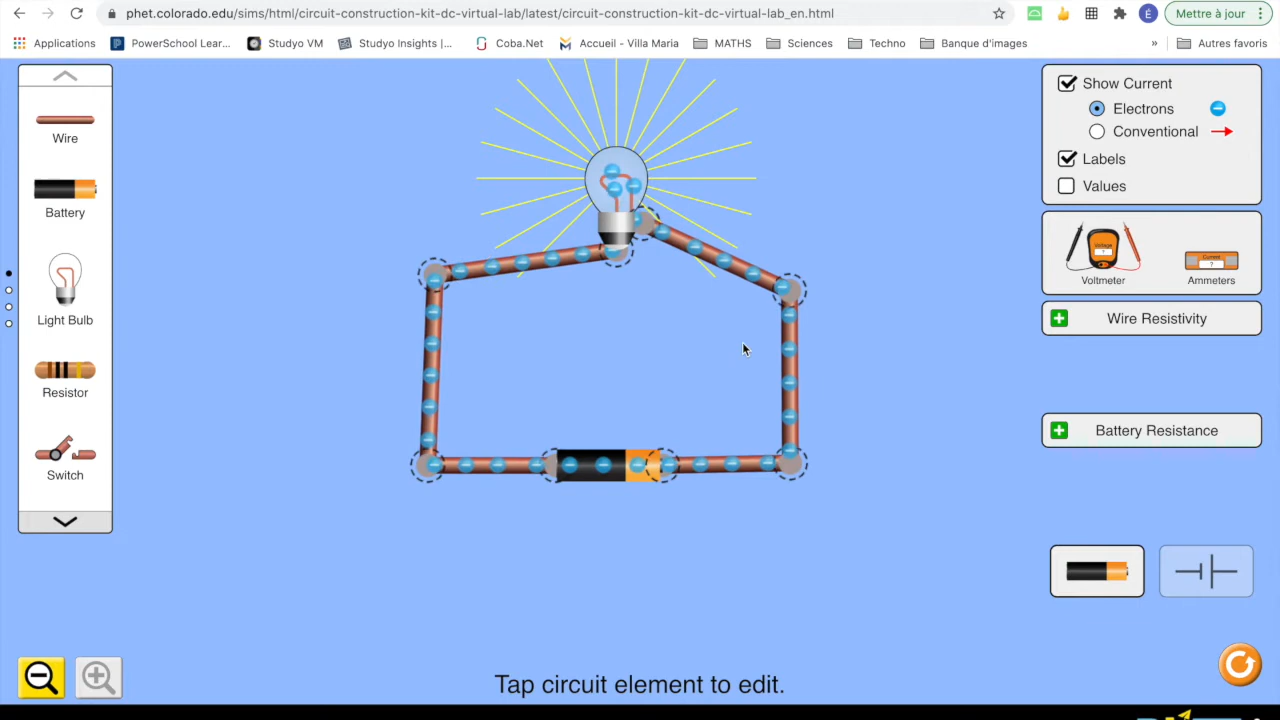 phet.colorado.edu/sims/html/circuit-construction-kit-dc-virtual-lab/latest/circuit-construction-kit-dc-virtual-lab_en.html
É
Mettre à jour
Applications
PowerSchool Lear...
Studyo VM
Studyo Insights |...
Coba.Net
Accueil - Villa Maria
MATHS
Sciences
Techno
Banque d'images
»
Autres favoris
Wire
Battery
Light Bulb
Resistor
Switch
Show Current
Electrons
Conventional
Labels
Values
Voltage
?
Voltmeter
Current
?
Ammeters
Wire Resistivity
Battery Resistance
Tap circuit element to edit.